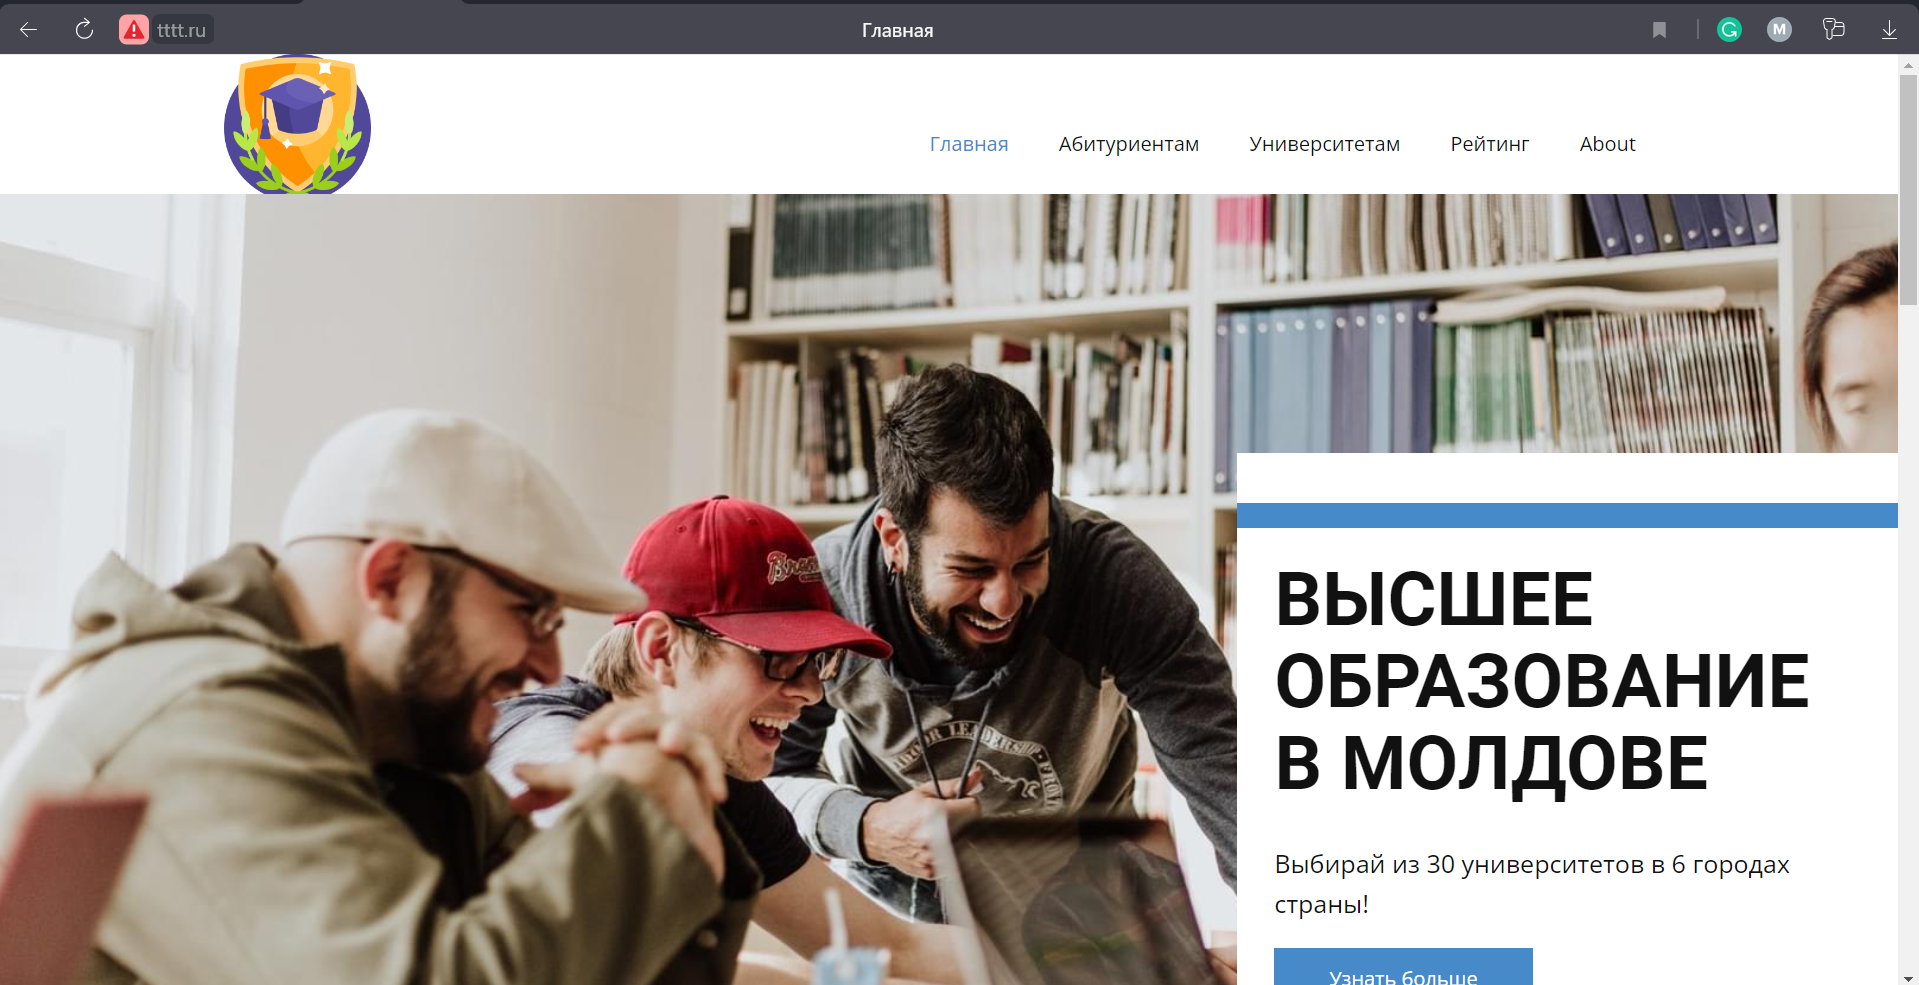 tttt.ru
Главная
M
Главная Абитуриентам Университетам Рейтинг About
ВЫСШЕЕ
ОБРАЗОВАНИЕ
В МОЛДОВЕ
Выбирай из 30 университетов в 6 городах
страны!
Узнать больше